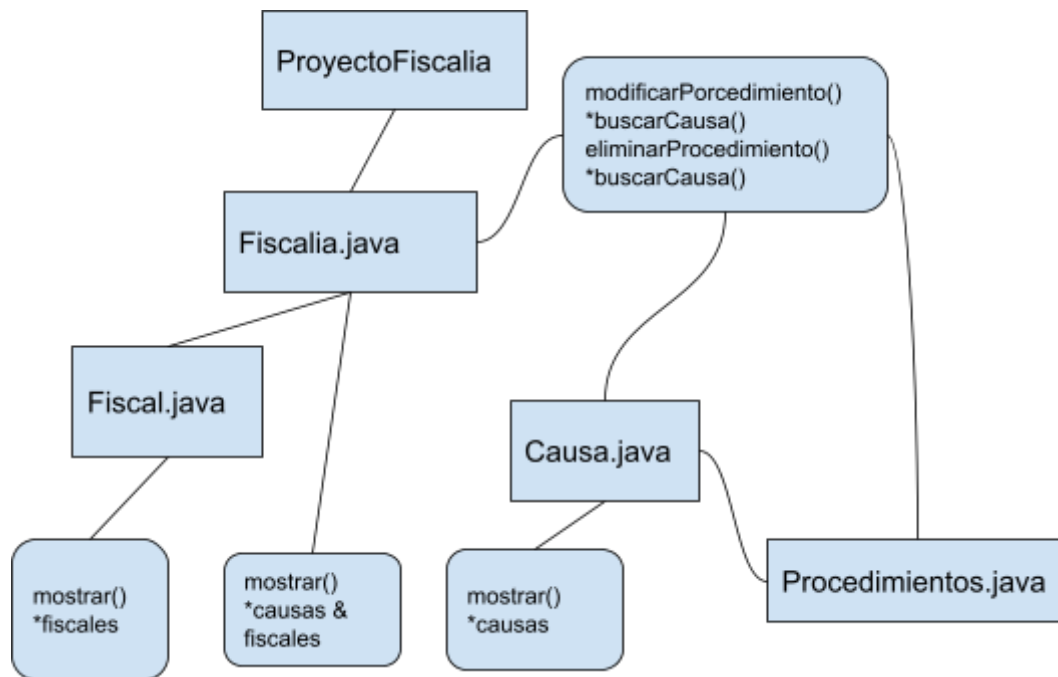 ProyectoFiscalia
modificarPorcedimiento()
*buscarCausa()
eliminarProcedimiento()
*buscarCausa()
Fiscalia.java
Fiscal.java
Causa.java
Procedimientos.java
mostrar()
*fiscales
mostrar()
*causas &
fiscales
mostrar()
*causas